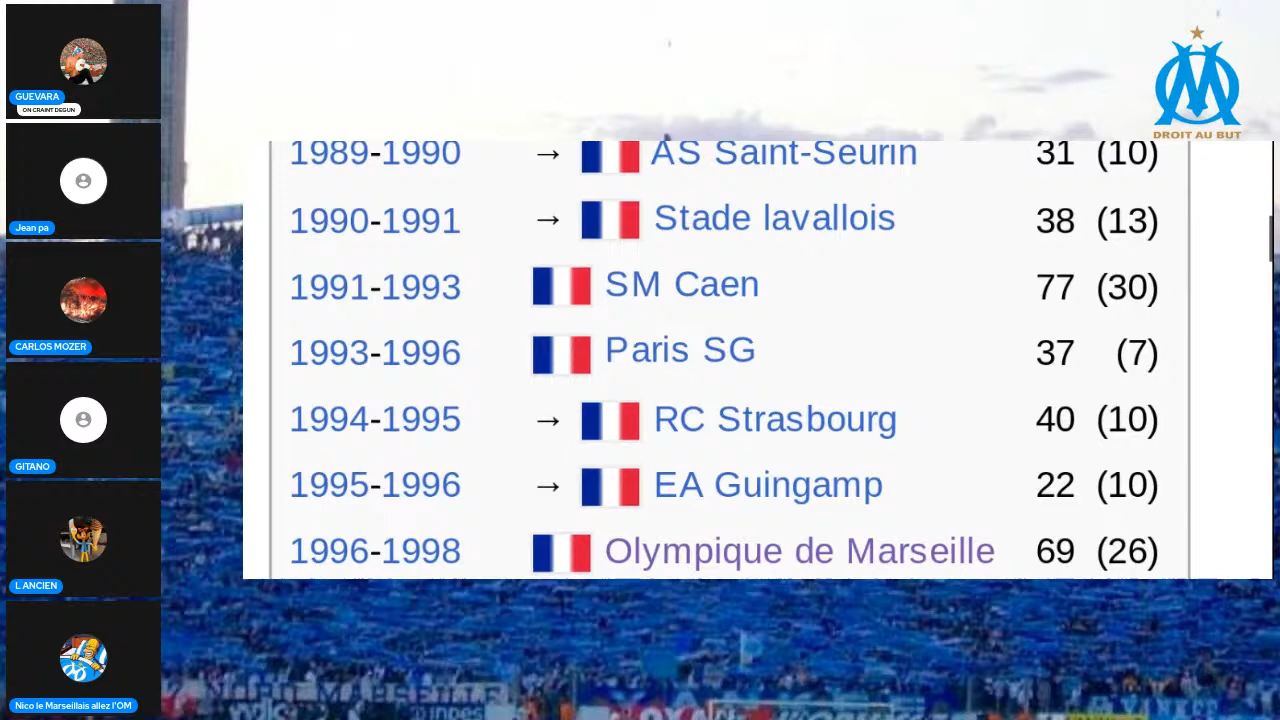 GUEVARA
ON CRAINT DEGUN
Jean pa
CARLOS MOZER
GITANO
L ANCIEN
Nico le Marseillais allez l'OM
DROIT AU BUT
1989-1990 → AS Saint-Seurin 31 (10)
1990-1991 → Stade lavallois 38 (13)
1991-1993 SM Caen 77 (30)
1993-1996 Paris SG 37 (7)
1994-1995 → RC Strasbourg 40 (10)
1995-1996 → EA Guingamp 22 (10)
1996-1998 Olympique de Marseille 69 (26)
MARSEILLE